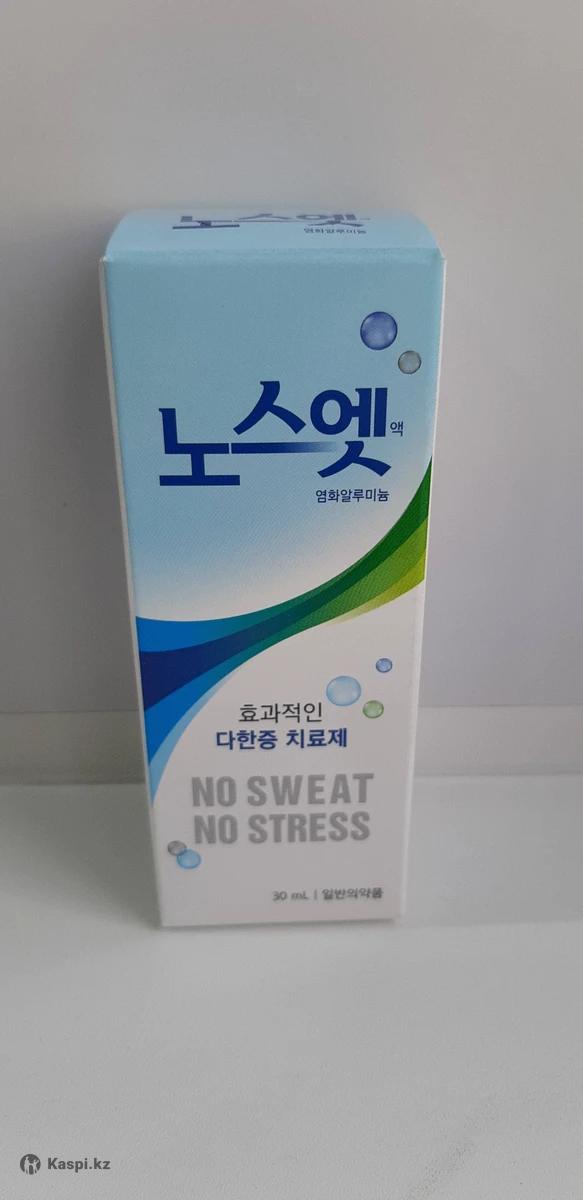 노스엣
염화알루미늄
노스엣 액
염화알루미늄
효과적인
다한증 치료제
NO SWEAT
NO STRESS
30 mL | 일반의약품
Kaspi.kz